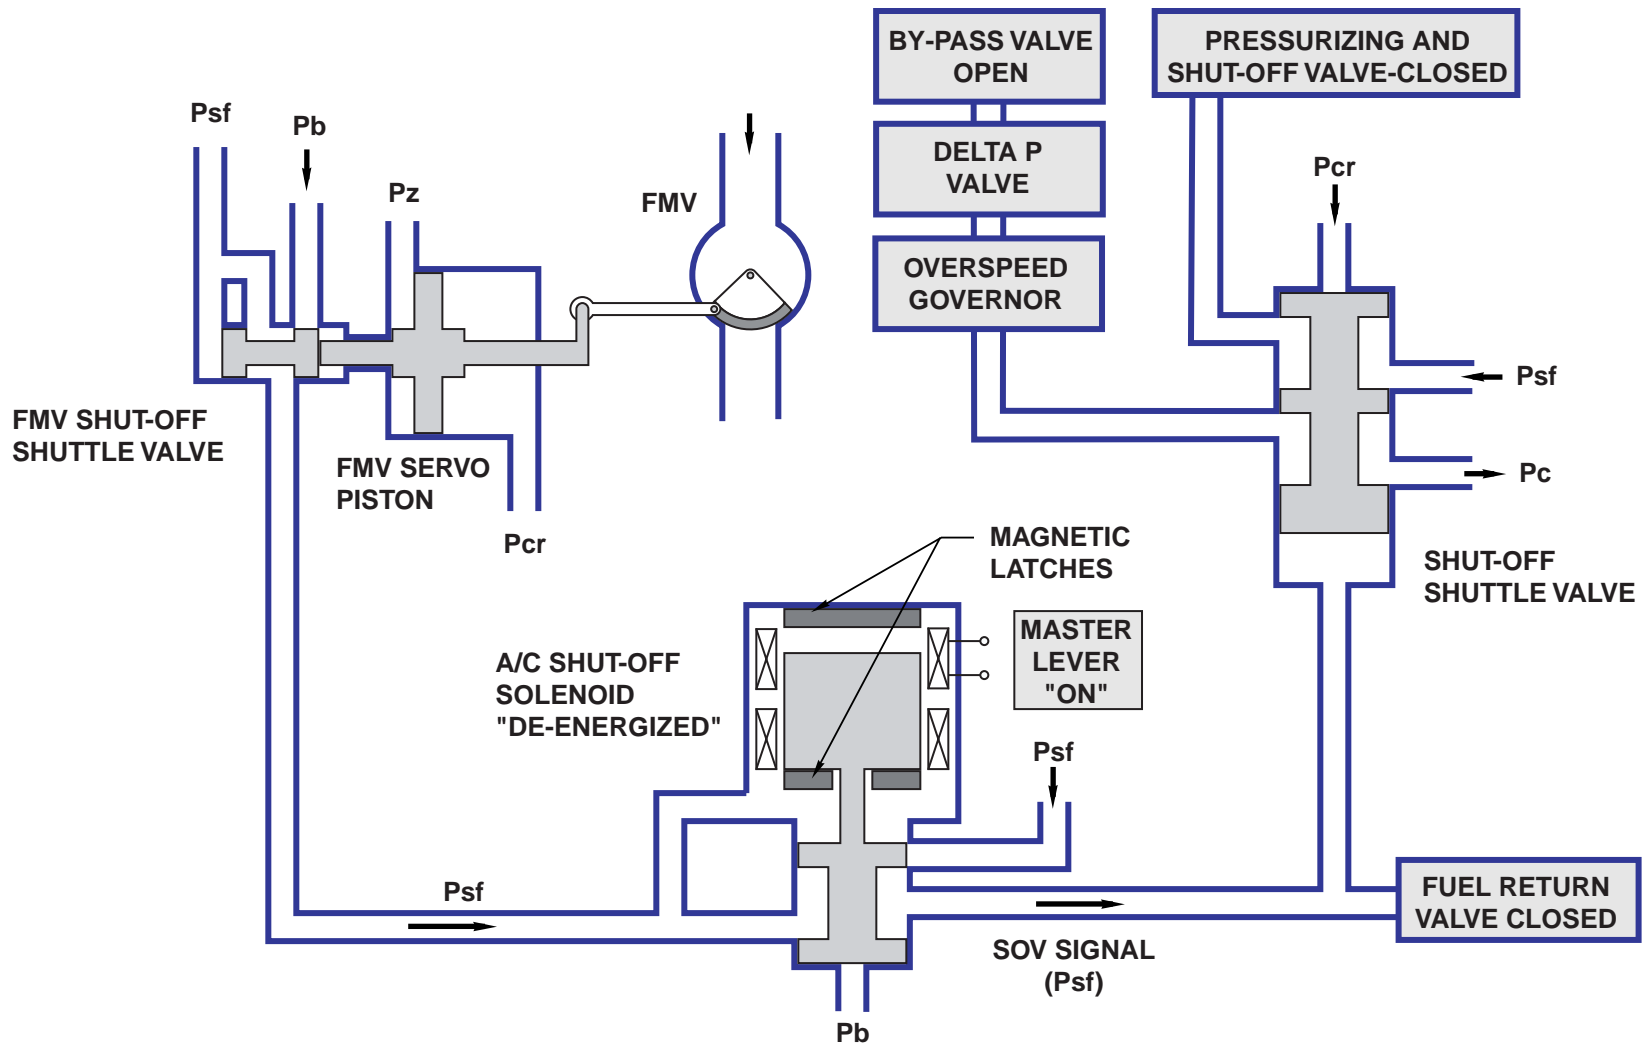 BY-PASS VALVE
OPEN
PRESSURIZING AND
SHUT-OFF VALVE-CLOSED
Psf
Pb
DELTA P
VALVE
Pcr
Pz
FMV
OVERSPEED
GOVERNOR
Psf
FMV SHUT-OFF
SHUTTLE VALVE
FMV SERVO
PISTON
Pc
Pcr
MAGNETIC
LATCHES
SHUT-OFF
SHUTTLE VALVE
MASTER
LEVER
"ON"
A/C SHUT-OFF
SOLENOID
"DE-ENERGIZED"
Psf
Psf
FUEL RETURN
VALVE CLOSED
SOV SIGNAL
(Psf)
Pb